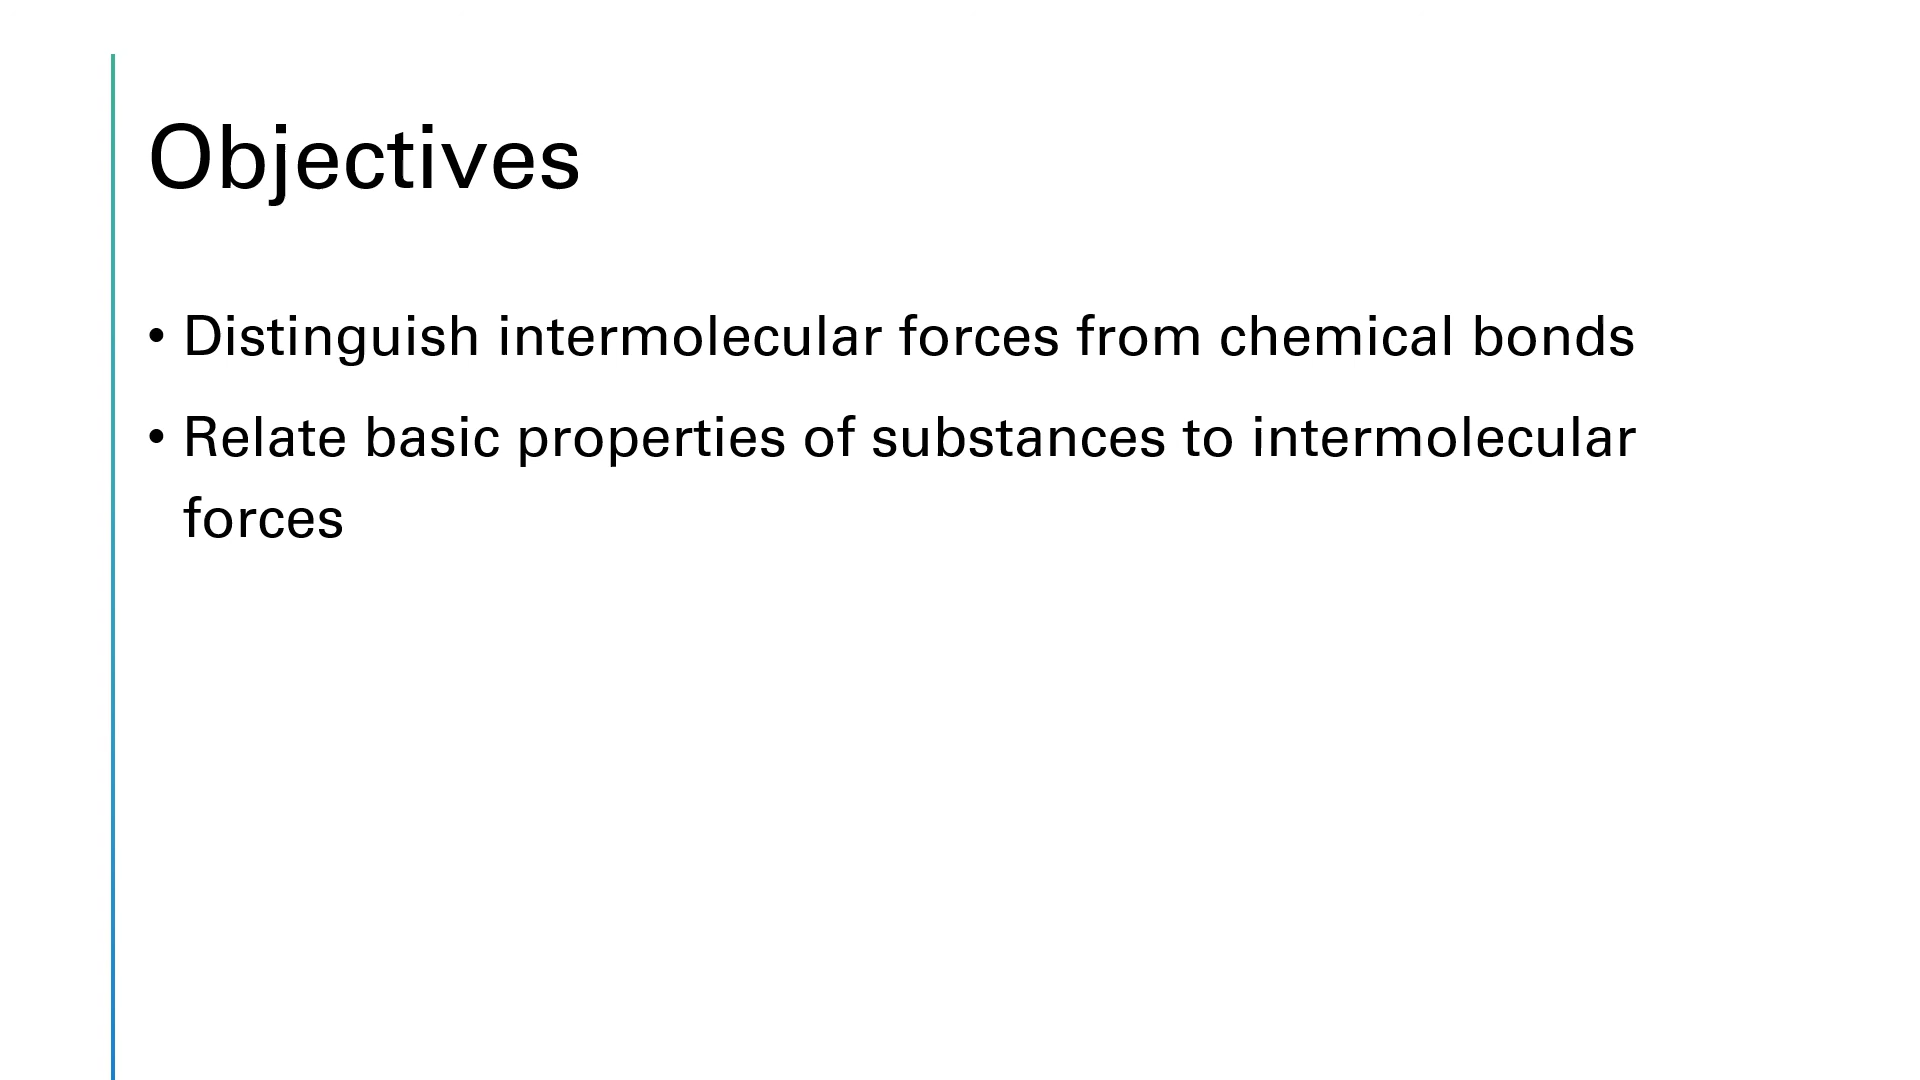 Objectives
• Distinguish intermolecular forces from chemical bonds
• Relate basic properties of substances to intermolecular
forces